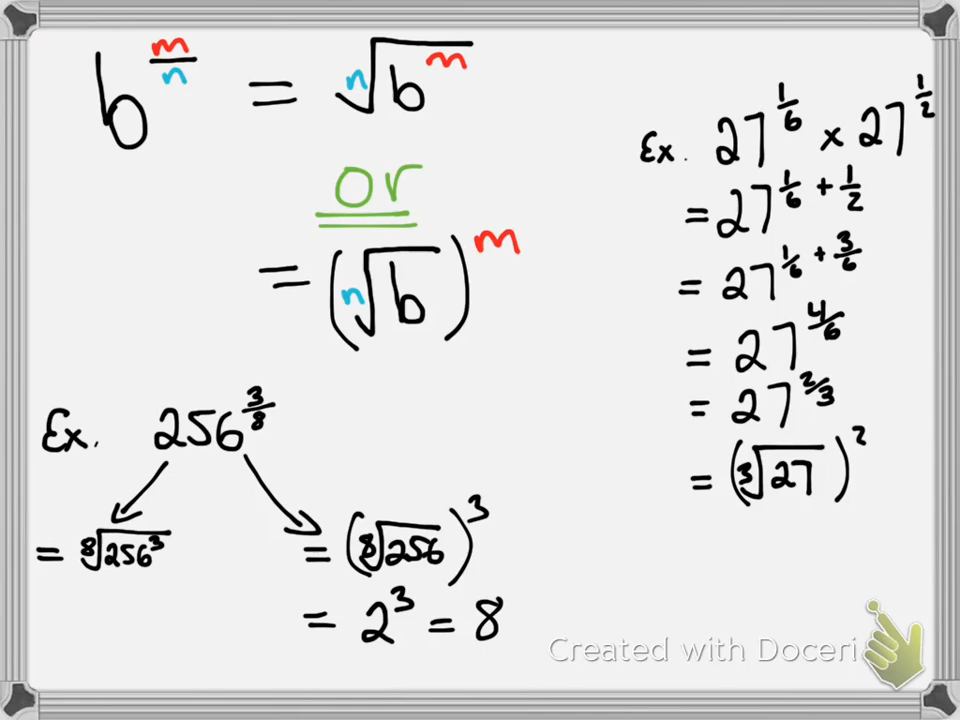 b^(m/n) = ⁿ√(b^m)
or
= (ⁿ√b)^m
Ex. 256^(3/8)
= ⁸√(256³)
= (⁸√256)³
= 2³ = 8
Ex. 27^(1/6) × 27^(1/2)
= 27^(1/6 + 1/2)
= 27^(1/6 + 3/6)
= 27^(4/6)
= 27^(2/3)
= (³√27)²
Created with Doceri